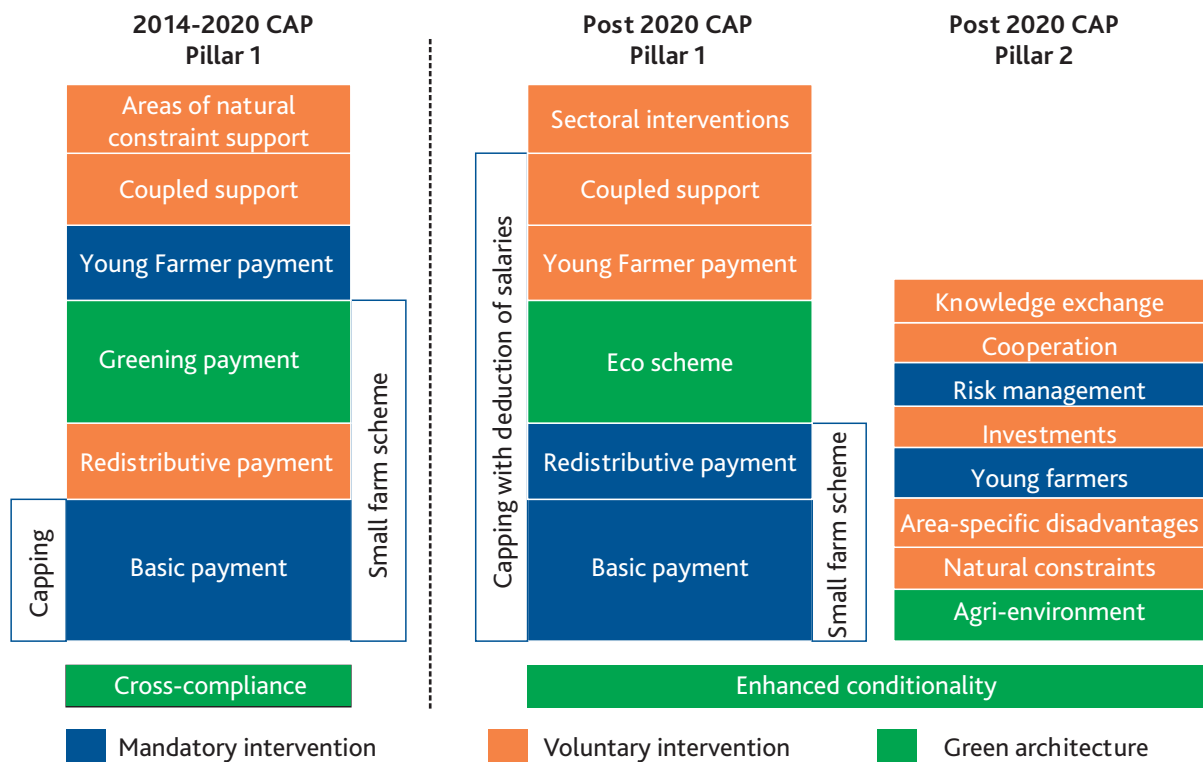 2014-2020 CAP
Pillar 1
Areas of natural
constraint support
Coupled support
Young Farmer payment
Greening payment
Redistributive payment
Basic payment
Capping
Small farm scheme
Cross-compliance
Post 2020 CAP
Pillar 1
Sectoral interventions
Coupled support
Young Farmer payment
Eco scheme
Redistributive payment
Basic payment
Capping with deduction of salaries
Small farm scheme
Post 2020 CAP
Pillar 2
Knowledge exchange
Cooperation
Risk management
Investments
Young farmers
Area-specific disadvantages
Natural constraints
Agri-environment
Enhanced conditionality
Mandatory intervention
Voluntary intervention
Green architecture